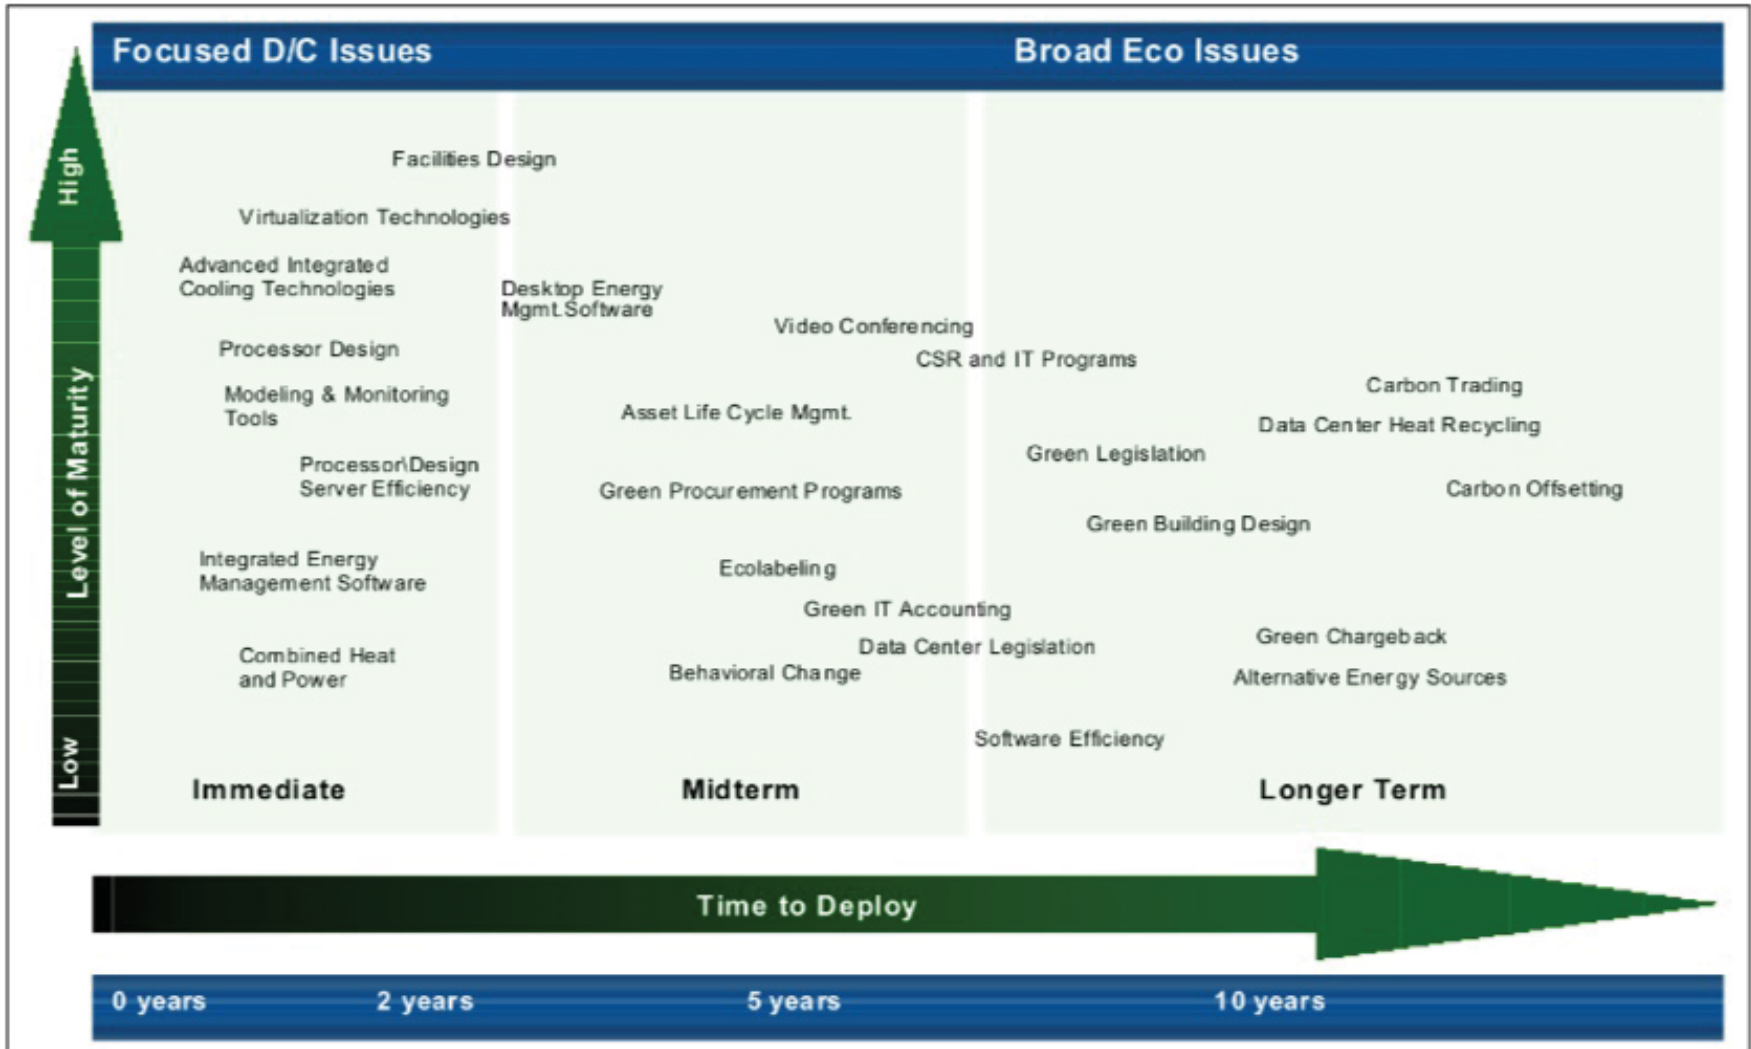 Focused D/C Issues
Broad Eco Issues
High
Level of Maturity
Low
Facilities Design
Virtualization Technologies
Advanced Integrated
Cooling Technologies
Processor Design
Modeling & Monitoring
Tools
Processor\Design
Server Efficiency
Integrated Energy
Management Software
Combined Heat
and Power
Immediate
Desktop Energy
Mgmt.Software
Video Conferencing
CSR and IT Programs
Asset Life Cycle Mgmt.
Green Procurement Programs
Ecolabeling
Green IT Accounting
Data Center Legislation
Behavioral Change
Midterm
Carbon Trading
Data Center Heat Recycling
Green Legislation
Carbon Offsetting
Green Building Design
Green Chargeback
Alternative Energy Sources
Software Efficiency
Longer Term
Time to Deploy
0 years
2 years
5 years
10 years